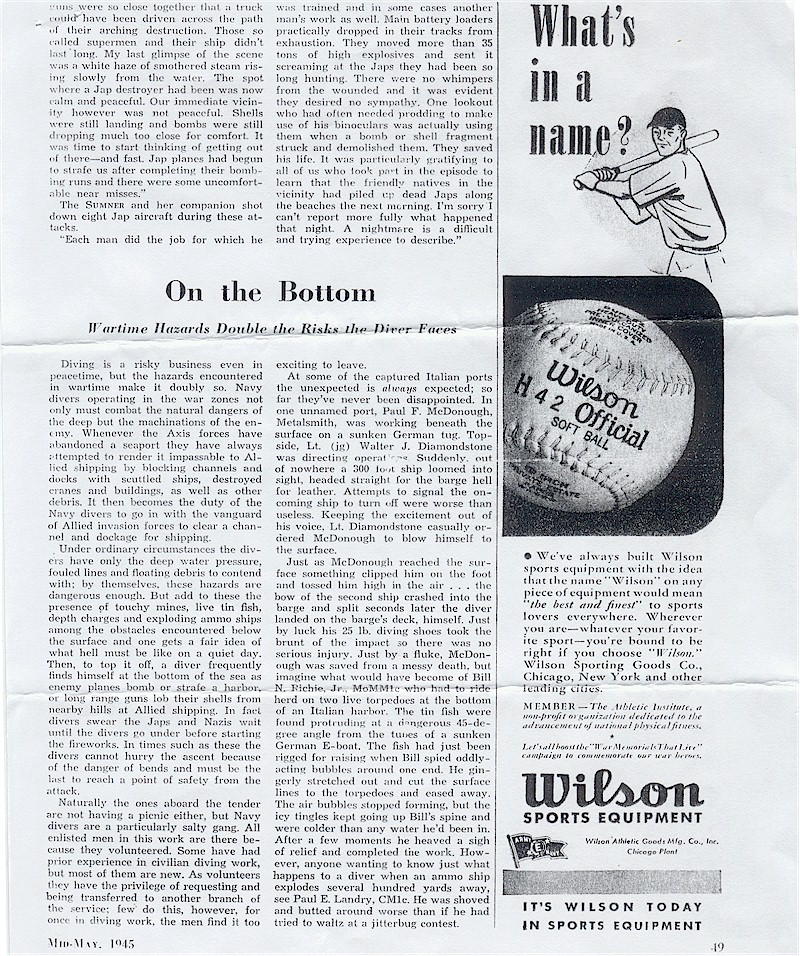 guns were so close together that a truck
could have been driven across the path
of their arching destruction. Those so
called supermen and their ship didn't
last long. My last glimpse of the scene
was a white haze of smothered steam ris-
ing slowly from the water. The spot
where a Jap destroyer had been was now
calm and peaceful. Our immediate vicin-
ity however was not peaceful. Shells
were still landing and bombs were still
dropping much too close for comfort. It
was time to start thinking of getting out
of there—and fast. Jap planes had begun
to strafe us after completing their bomb-
ing runs and there were some uncomfort-
able near misses."
The SUMNER and her companion shot
down eight Jap aircraft during these at-
tacks.
"Each man did the job for which he
was trained and in some cases another
man's work as well. Main battery loaders
practically dropped in their tracks from
exhaustion. They moved more than 35
tons of high explosives and sent it
screaming at the Japs they had been so
long hunting. There were no whimpers
from the wounded and it was evident
they desired no sympathy. One lookout
who had often needed prodding to make
use of his binoculars was actually using
them when a bomb or shell fragment
struck and demolished them. They saved
his life. It was particularly gratifying to
all of us who took part in the episode to
learn that the friendly natives in the
vicinity had piled up dead Japs along
the beaches the next morning. I'm sorry I
can't report more fully what happened
that night. A nightmare is a difficult
and trying experience to describe."
On the Bottom
Wartime Hazards Double the Risks the Diver Faces
Diving is a risky business even in
peacetime, but the hazards encountered
in wartime make it doubly so. Navy
divers operating in the war zones not
only must combat the natural dangers of
the deep but the machinations of the en-
emy. Whenever the Axis forces have
abandoned a seaport they have always
attempted to render it impassable to Al-
lied shipping by blocking channels and
docks with scuttled ships, destroyed
cranes and buildings, as well as other
debris. It then becomes the duty of the
Navy divers to go in with the vanguard
of Allied invasion forces to clear a chan-
nel and dockage for shipping.
Under ordinary circumstances the div-
ers have only the deep water pressure,
fouled lines and floating debris to contend
with; by themselves, these hazards are
dangerous enough. But add to these the
presence of touchy mines, live tin fish,
depth charges and exploding ammo ships
among the obstacles encountered below
the surface and one gets a fair idea of
what hell must be like on a quiet day.
Then, to top it off, a diver frequently
finds himself at the bottom of the sea as
enemy planes bomb or strafe a harbor,
or long range guns lob their shells from
nearby hills at Allied shipping. In fact
divers swear the Japs and Nazis wait
until the divers go under before starting
the fireworks. In times such as these the
divers cannot hurry the ascent because
of the danger of bends and must be the
last to reach a point of safety from the
attack.
Naturally the ones aboard the tender
are not having a picnic either, but Navy
divers are a particularly salty gang. All
enlisted men in this work are there be-
cause they volunteered. Some have had
prior experience in civilian diving work,
but most of them are new. As volunteers
they have the privilege of requesting and
being transferred to another branch of
the service; few do this, however, for
once in diving work, the men find it too
exciting to leave.
At some of the captured Italian ports
the unexpected is always expected; so
far they've never been disappointed. In
one unnamed port, Paul F. McDonough,
Metalsmith, was working beneath the
surface on a sunken German tug. Top-
side, Lt. (jg) Walter J. Diamondstone
was directing operations. Suddenly, out
of nowhere a 300 foot ship loomed into
sight, headed straight for the barge hell
for leather. Attempts to signal the on-
coming ship to turn off were worse than
useless. Keeping the excitement out of
his voice, Lt. Diamondstone casually or-
dered McDonough to blow himself to
the surface.
Just as McDonough reached the sur-
face something clipped him on the foot
and tossed him high in the air . . . the
bow of the second ship crashed into the
barge and split seconds later the diver
landed on the barge's deck, himself. Just
by luck his 25 lb. diving shoes took the
brunt of the impact so there was no
serious injury. Just by a fluke, McDon-
ough was saved from a messy death, but
imagine what would have become of Bill
N. Richie, Jr., MoMM1c who had to ride
herd on two live torpedoes at the bottom
of an Italian harbor. The tin fish were
found protruding at a dangerous 45-de-
gree angle from the tubes of a sunken
German E-boat. The fish had just been
rigged for raising when Bill spied oddly-
acting bubbles around one end. He gin-
gerly stretched out and cut the surface
lines to the torpedoes and eased away.
The air bubbles stopped forming, but the
icy tingles kept going up Bill's spine and
were colder than any water he'd been in.
After a few moments he heaved a sigh
of relief and completed the work. How-
ever, anyone wanting to know just what
happens to a diver when an ammo ship
explodes several hundred yards away,
see Paul E. Landry, CM1c. He was shoved
and butted around worse than if he had
tried to waltz at a jitterbug contest.
MID-MAY, 1945
What's
in a
name?
Wilson
H 42 Official
SOFT BALL
● We've always built Wilson
sports equipment with the idea
that the name "Wilson" on any
piece of equipment would mean
"the best and finest" to sports
lovers everywhere. Wherever
you are—whatever your favor-
ite sport—you're bound to be
right if you choose "Wilson."
Wilson Sporting Goods Co.,
Chicago, New York and other
leading cities.
MEMBER—The Athletic Institute, a
non-profit organization dedicated to the
advancement of national physical fitness.
★
Let's all boost the "War Memorials That Live"
campaign to commemorate our war heroes.
Wilson
SPORTS EQUIPMENT
ARMY E NAVY
Wilson Athletic Goods Mfg. Co., Inc.
Chicago Plant
IT'S WILSON TODAY
IN SPORTS EQUIPMENT
49